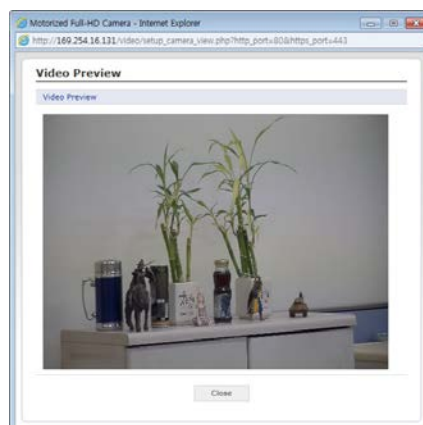 Motorized Full-HD Camera - Internet Explorer
http://169.254.16.131/video/setup_camera_view.php?http_port=80&https_port=443
Video Preview
Video Preview
Close